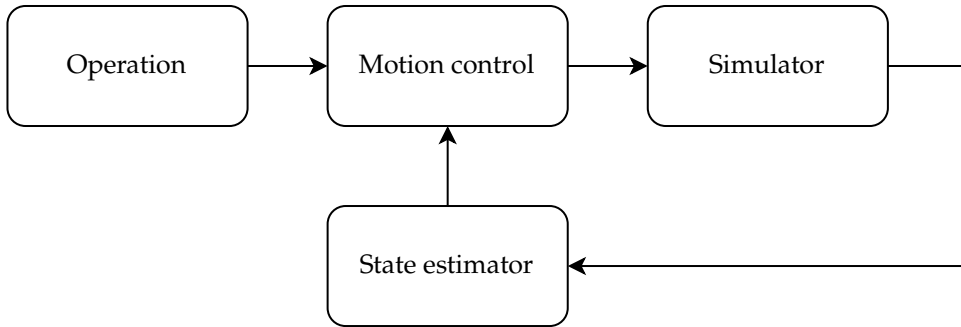 Operation
Motion control
Simulator
State estimator